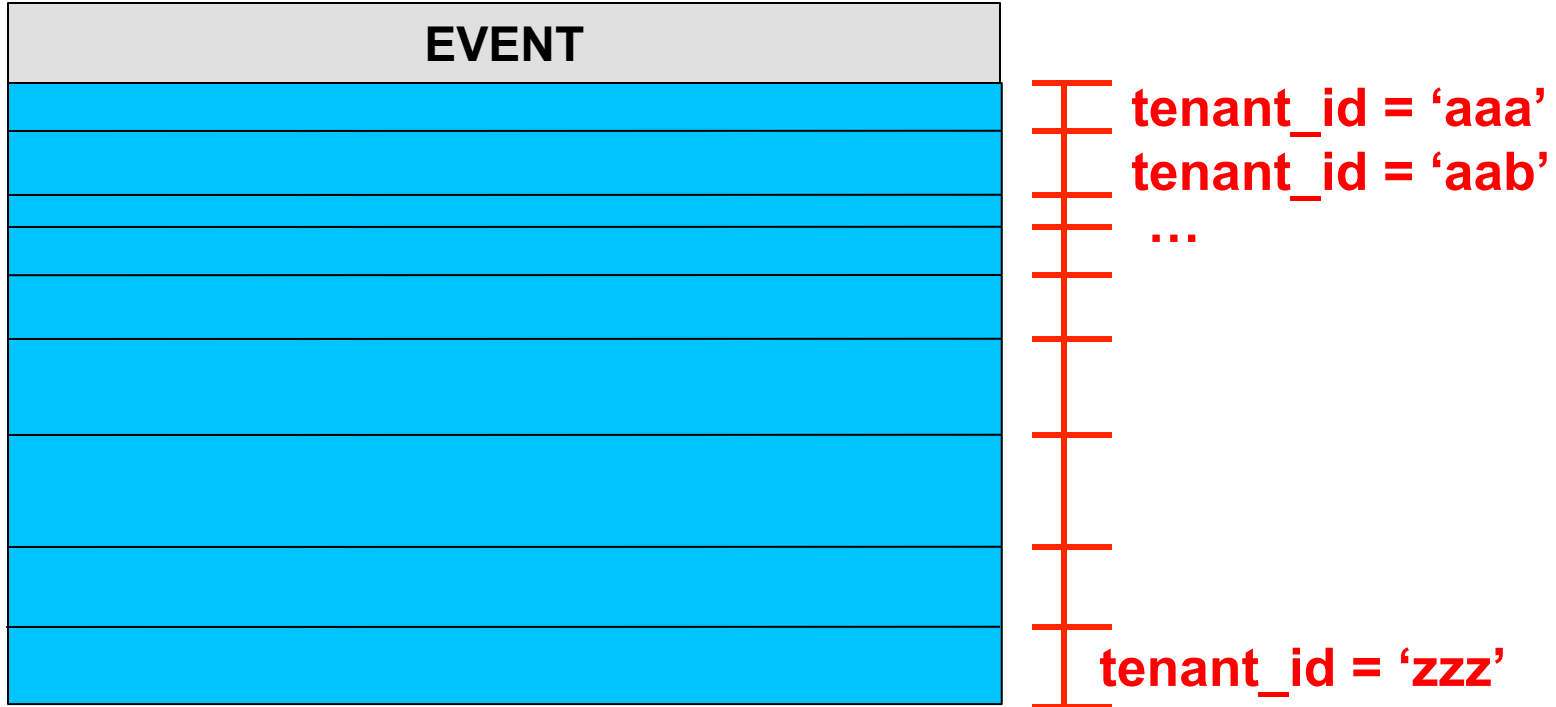 EVENT
tenant_id = ‘aaa’
tenant_id = ‘aab’
…
tenant_id = ‘zzz’